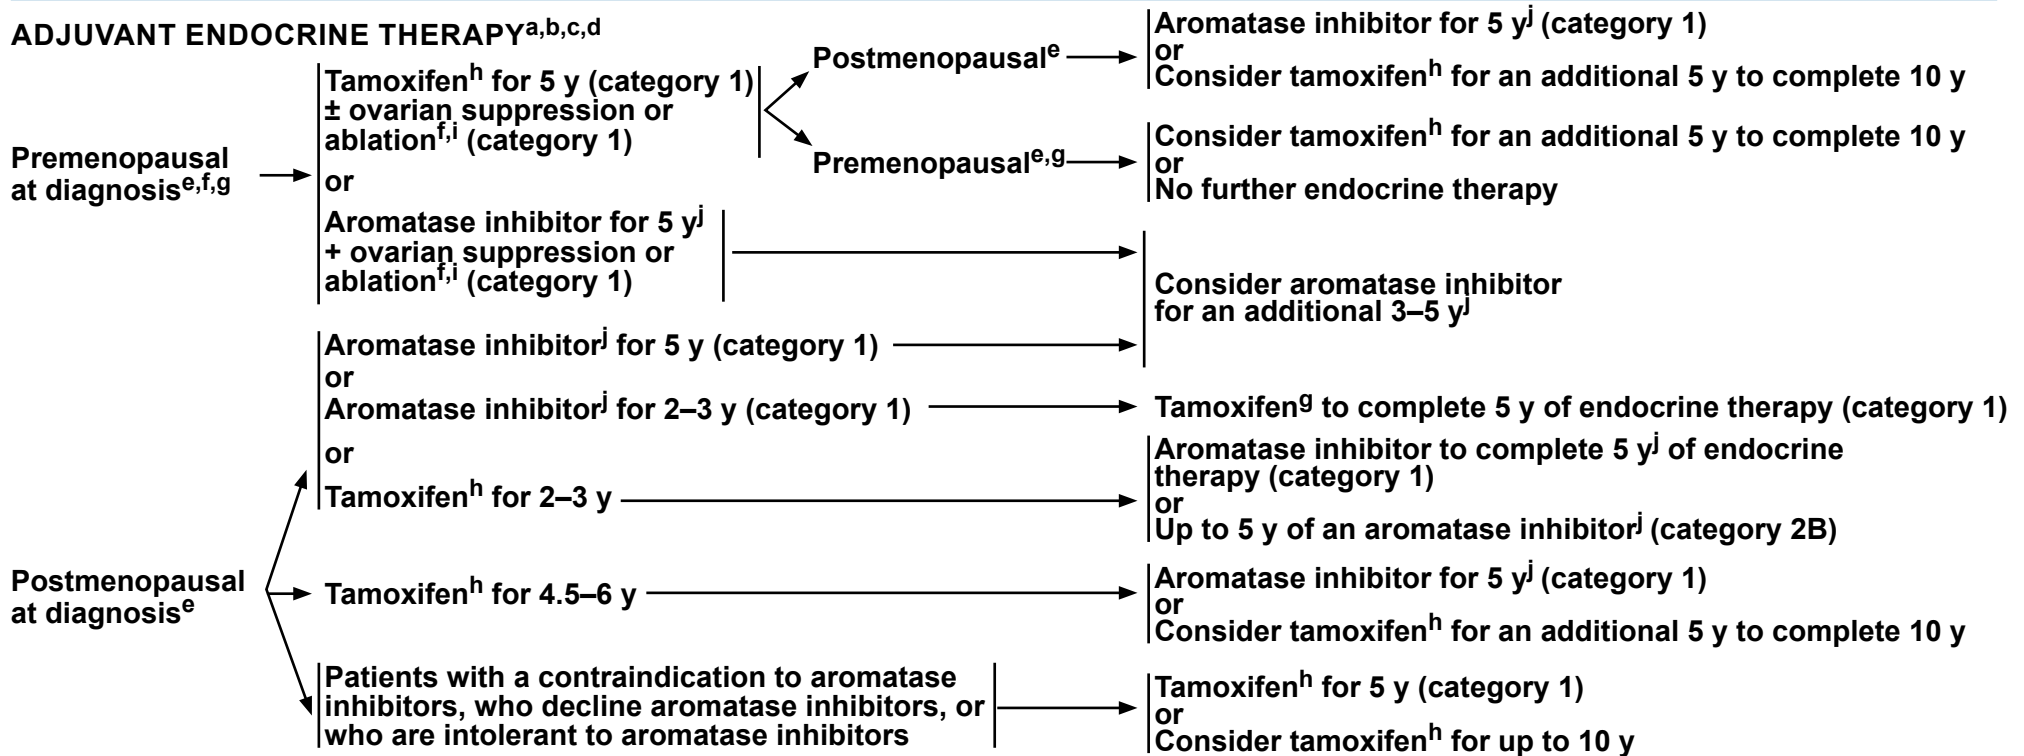 ADJUVANT ENDOCRINE THERAPYa,b,c,d
Premenopausal
at diagnosise,f,g
Tamoxifenh for 5 y (category 1)
± ovarian suppression or
ablationf,i (category 1)
or
Aromatase inhibitor for 5 yj
+ ovarian suppression or
ablationf,i (category 1)
Postmenopausale
Premenopausale,g
Aromatase inhibitor for 5 yj (category 1)
or
Consider tamoxifenh for an additional 5 y to complete 10 y
Consider tamoxifenh for an additional 5 y to complete 10 y
or
No further endocrine therapy
Consider aromatase inhibitor
for an additional 3–5 yj
Postmenopausal
at diagnosise
Aromatase inhibitorj for 5 y (category 1)
or
Aromatase inhibitorj for 2–3 y (category 1)
or
Tamoxifenh for 2–3 y
Tamoxifeng to complete 5 y of endocrine therapy (category 1)
Aromatase inhibitor to complete 5 yj of endocrine
therapy (category 1)
or
Up to 5 y of an aromatase inhibitorj (category 2B)
Tamoxifenh for 4.5–6 y
Aromatase inhibitor for 5 yj (category 1)
or
Consider tamoxifenh for an additional 5 y to complete 10 y
Patients with a contraindication to aromatase
inhibitors, who decline aromatase inhibitors, or
who are intolerant to aromatase inhibitors
Tamoxifenh for 5 y (category 1)
or
Consider tamoxifenh for up to 10 y